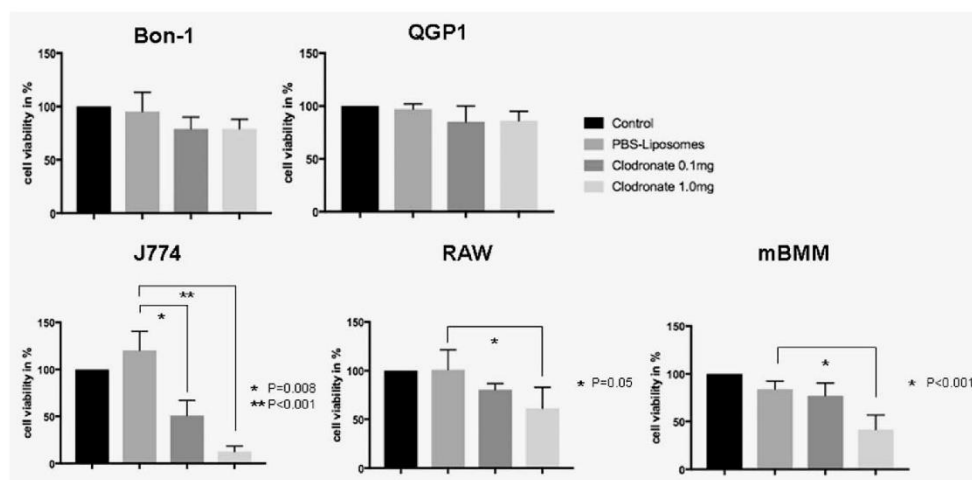 Bon-1
QGP1
cell viability in %
150
100
50
0
cell viability in %
150
100
50
0
Control
PBS-Liposomes
Clodronate 0.1mg
Clodronate 1.0mg
J774
cell viability in %
150
100
50
0
*
**
* P=0.008
** P<0.001
RAW
cell viability in %
150
100
50
0
*
* P=0.05
mBMM
cell viability in %
150
100
50
0
*
* P<0.001